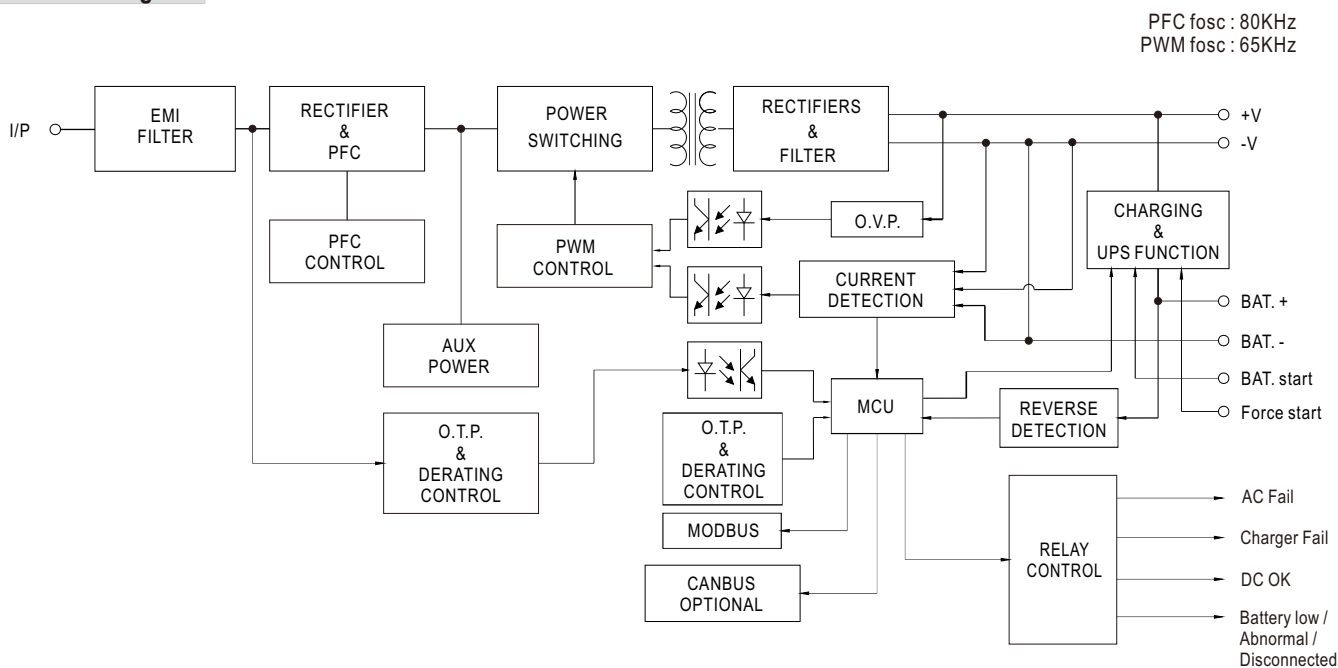 PFC fosc : 80KHz
PWM fosc : 65KHz
I/P
EMI
FILTER
RECTIFIER
&
PFC
POWER
SWITCHING
RECTIFIERS
&
FILTER
+V
-V
PFC
CONTROL
PWM
CONTROL
O.V.P.
CHARGING
&
UPS FUNCTION
CURRENT
DETECTION
BAT. +
BAT. -
AUX
POWER
BAT. start
MCU
REVERSE
DETECTION
Force start
O.T.P.
&
DERATING
CONTROL
O.T.P.
&
DERATING
CONTROL
MODBUS
CANBUS
OPTIONAL
RELAY
CONTROL
AC Fail
Charger Fail
DC OK
Battery low /
Abnormal /
Disconnected